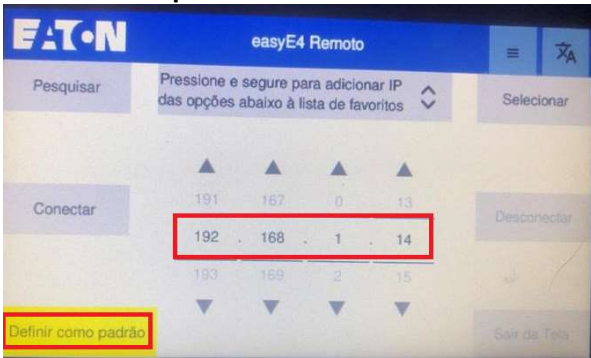 EATON
easyE4 Remoto
Pesquisar
Pressione e segure para adicionar IP
das opções abaixo à lista de favoritos
Selecionar
191 167 0 13
Conectar
192 . 168 . 1 . 14
Desconectar
193 169 2 15
Definir como padrão
Sair da Tela